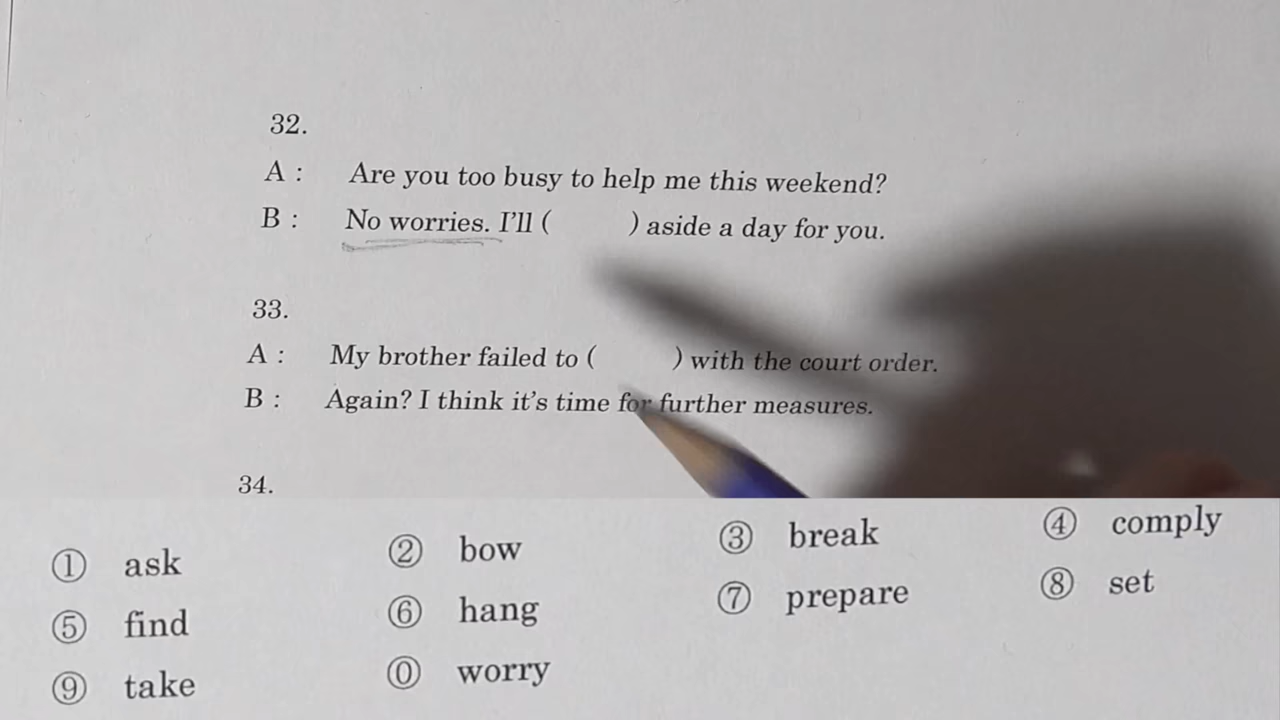 32.
A : Are you too busy to help me this weekend?
B : No worries. I'll (          ) aside a day for you.
33.
A : My brother failed to (          ) with the court order.
B : Again? I think it's time for further measures.
34.
① ask ② bow ③ break ④ comply
⑤ find ⑥ hang ⑦ prepare ⑧ set
⑨ take ⓪ worry